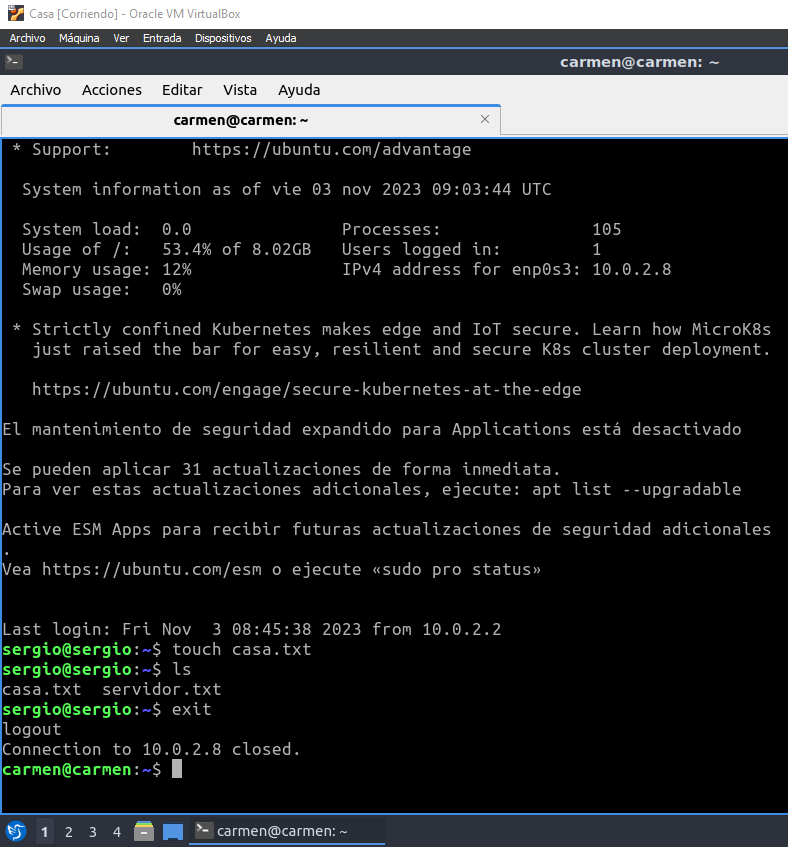 Casa [Corriendo] - Oracle VM VirtualBox
Archivo Máquina Ver Entrada Dispositivos Ayuda
carmen@carmen: ~
Archivo Acciones Editar Vista Ayuda
carmen@carmen: ~ ×
* Support: https://ubuntu.com/advantage
System information as of vie 03 nov 2023 09:03:44 UTC
System load: 0.0 Processes: 105
Usage of /: 53.4% of 8.02GB Users logged in: 1
Memory usage: 12% IPv4 address for enp0s3: 10.0.2.8
Swap usage: 0%
* Strictly confined Kubernetes makes edge and IoT secure. Learn how MicroK8s
just raised the bar for easy, resilient and secure K8s cluster deployment.
https://ubuntu.com/engage/secure-kubernetes-at-the-edge
El mantenimiento de seguridad expandido para Applications está desactivado
Se pueden aplicar 31 actualizaciones de forma inmediata.
Para ver estas actualizaciones adicionales, ejecute: apt list --upgradable
Active ESM Apps para recibir futuras actualizaciones de seguridad adicionales
.
Vea https://ubuntu.com/esm o ejecute «sudo pro status»
Last login: Fri Nov  3 08:45:38 2023 from 10.0.2.2
sergio@sergio:~$ touch casa.txt
sergio@sergio:~$ ls
casa.txt  servidor.txt
sergio@sergio:~$ exit
logout
Connection to 10.0.2.8 closed.
carmen@carmen:~$
1 2 3 4 carmen@carmen: ~